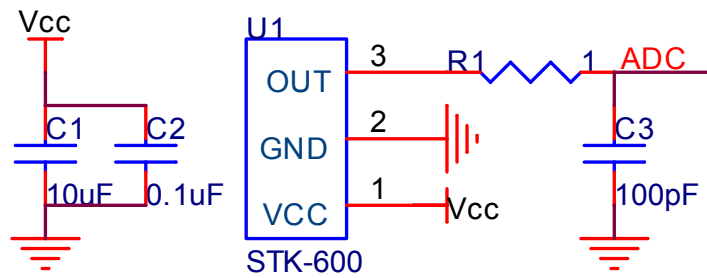 Vcc
U1
3
R1
1
ADC
OUT
C1
C2
2
C3
GND
1
10uF
0.1uF
VCC
Vcc
100pF
STK-600